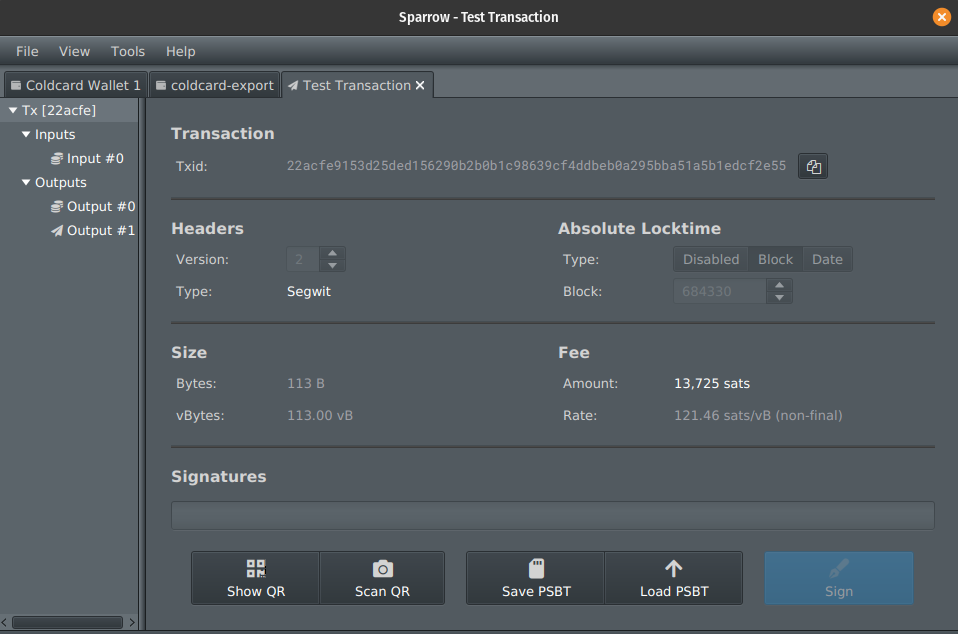 Sparrow - Test Transaction
File View Tools Help
Coldcard Wallet 1 coldcard-export Test Transaction
Tx [22acfe]
Inputs
Input #0
Outputs
Output #0
Output #1
Transaction
Txid: 22acfe9153d25ded156290b2b0b1c98639cf4ddbeb0a295bba51a5b1edcf2e55
Headers
Version: 2
Type: Segwit
Absolute Locktime
Type: Disabled Block Date
Block: 684330
Size
Bytes: 113 B
vBytes: 113.00 vB
Fee
Amount: 13,725 sats
Rate: 121.46 sats/vB (non-final)
Signatures
Show QR Scan QR Save PSBT Load PSBT Sign